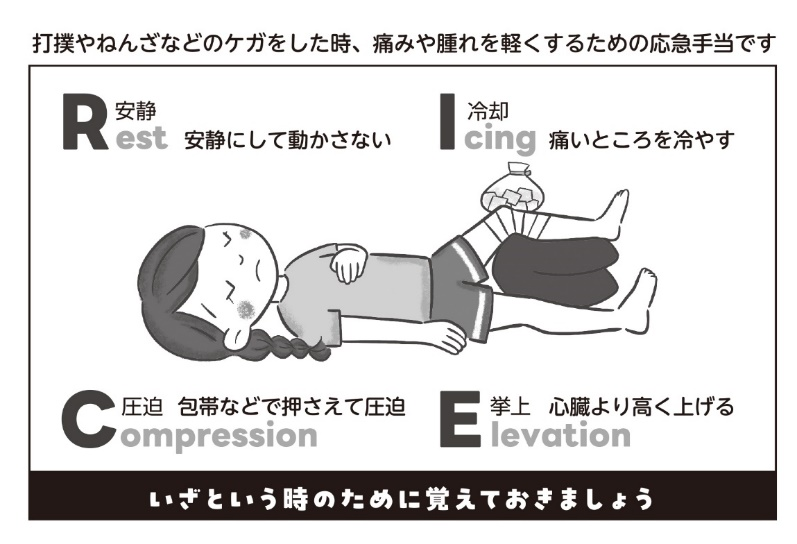 打撲やねんざなどのケガをした時、痛みや腫れを軽くするための応急手当です
Rest 安静 安静にして動かさない
Icing 冷却 痛いところを冷やす
Compression 圧迫 包帯などで押さえて圧迫
Elevation 挙上 心臓より高く上げる
いざという時のために覚えておきましょう